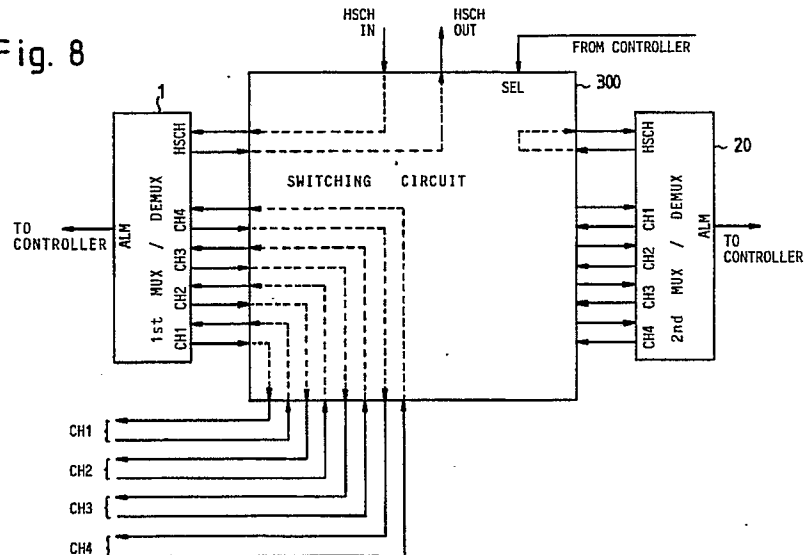 Fig. 8
HSCH IN
HSCH OUT
FROM CONTROLLER
SEL
300
1
20
SWITCHING CIRCUIT
TO CONTROLLER
ALM
1st MUX / DEMUX
HSCH
CH4
CH3
CH2
CH1
HSCH
CH1
CH2
CH3
CH4
2nd MUX / DEMUX
ALM
TO CONTROLLER
CH1
CH2
CH3
CH4